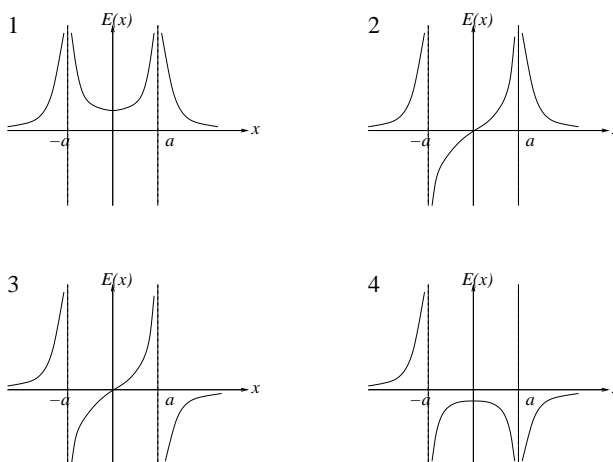 1 E(x) x −a a
2 E(x) −a a
3 E(x) x −a a
4 E(x) −a a